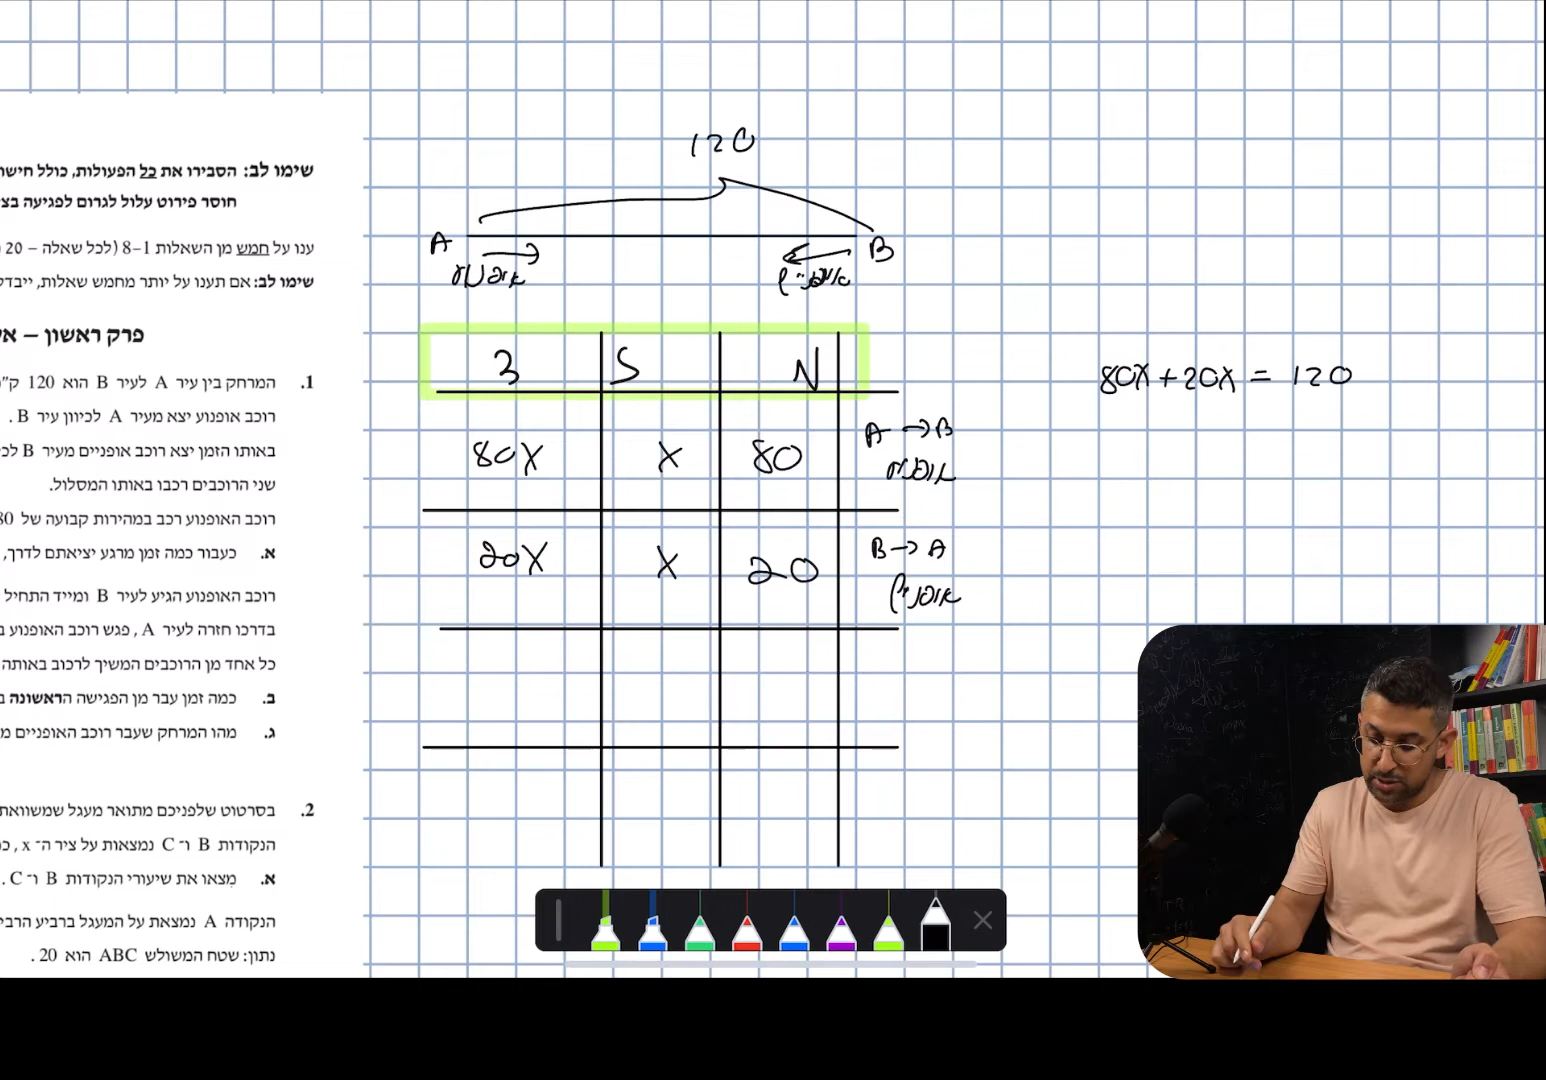 שימו לב: הסבירו את כל הפעולות, כולל חישו
חוסר פירוט עלול לגרום לפגיעה בצי
ענו על חמש מן השאלות 1–8 (לכל שאלה – 20
שימו לב: אם תענו על יותר מחמש שאלות, ייבדק
פרק ראשון – א
1. המרחק בין עיר A לעיר B הוא 120 ק"מ
רוכב אופנוע יצא מעיר A לכיוון עיר B .
באותו הזמן יצא רוכב אופניים מעיר B לכ
שני הרוכבים רכבו באותו המסלול.
רוכב האופנוע רכב במהירות קבועה של 80
א. כעבור כמה זמן מרגע יציאתם לדרך,
רוכב האופנוע הגיע לעיר B ומייד התחיל
בדרכו חזרה לעיר A , פגש רוכב האופנוע ב
כל אחד מן הרוכבים המשיך לרכוב באותה
ב. כמה זמן עבר מן הפגישה הראשונה ב
ג. מהו המרחק שעבר רוכב האופניים מ
2. בסרטוט שלפניכם מתואר מעגל שמשוואת
הנקודות B ו־C נמצאות על ציר ה־x , כ
א. מִצאו את שיעורי הנקודות B ו־C .
הנקודה A נמצאת על המעגל ברביע הרבי
נתון: שטח המשולש ABC הוא 20 .
120
A B
אופנוע אופניים
3 S N
80X X 80 A → B
אופנוע
20X X 20 B → A
אופניים
80X + 20X = 120